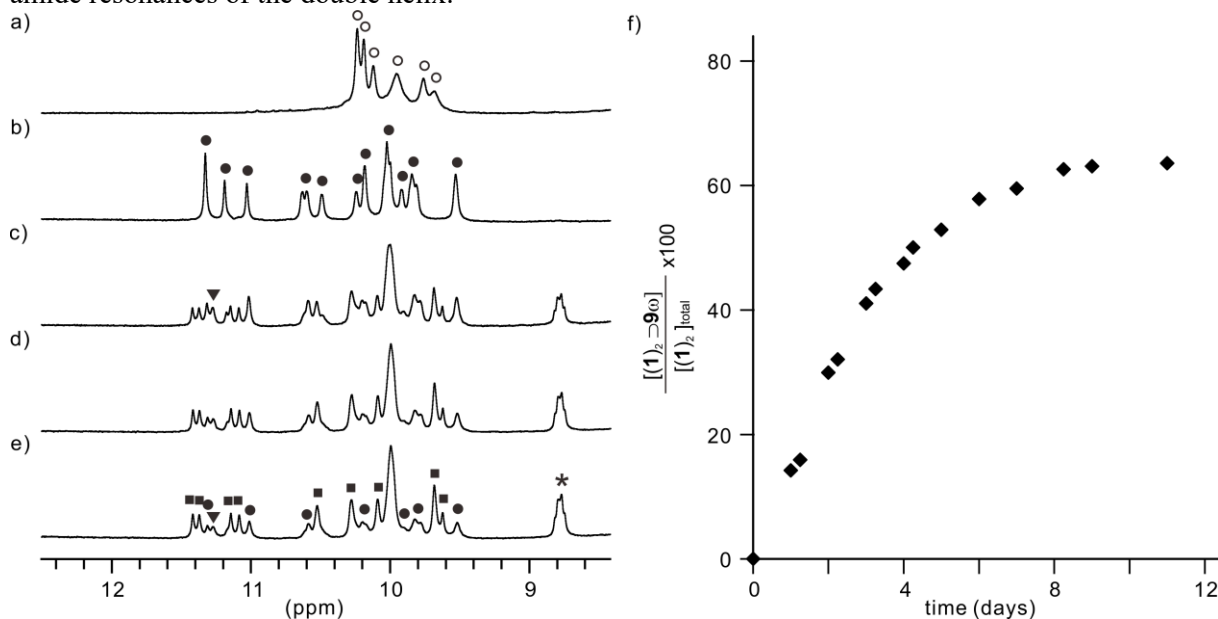 amide resonances of the double helix.
a)
b)
c)
d)
e)
*
12 11 10 9
(ppm)
f)
80
60
40
20
0
[(1)₂ ⊃9ω]
[(1)₂ ]total
x100
0 4 8 12
time (days)